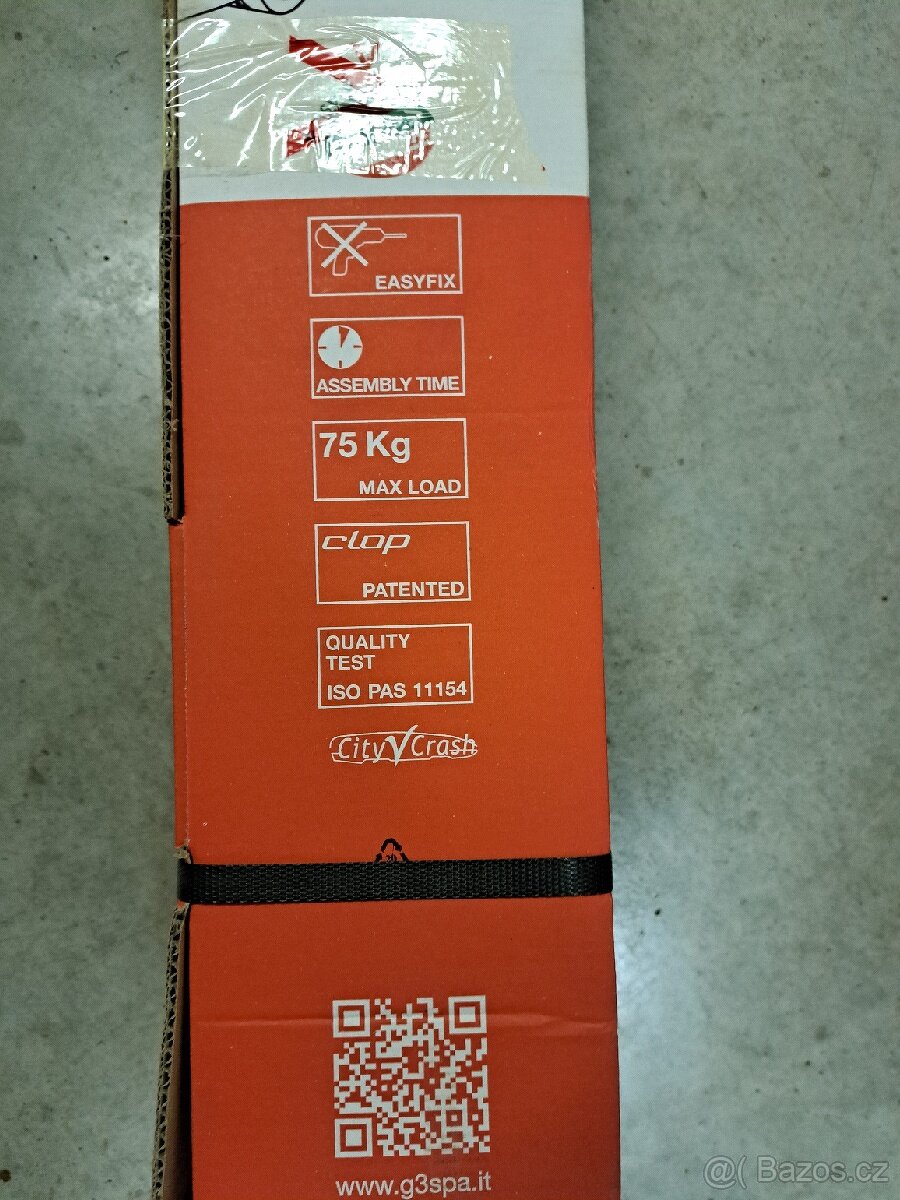 EASYFIX
ASSEMBLY TIME
75 Kg
MAX LOAD
clop
PATENTED
QUALITY
TEST
ISO PAS 11154
City Crash
www.g3spa.it
@( Bazos.cz